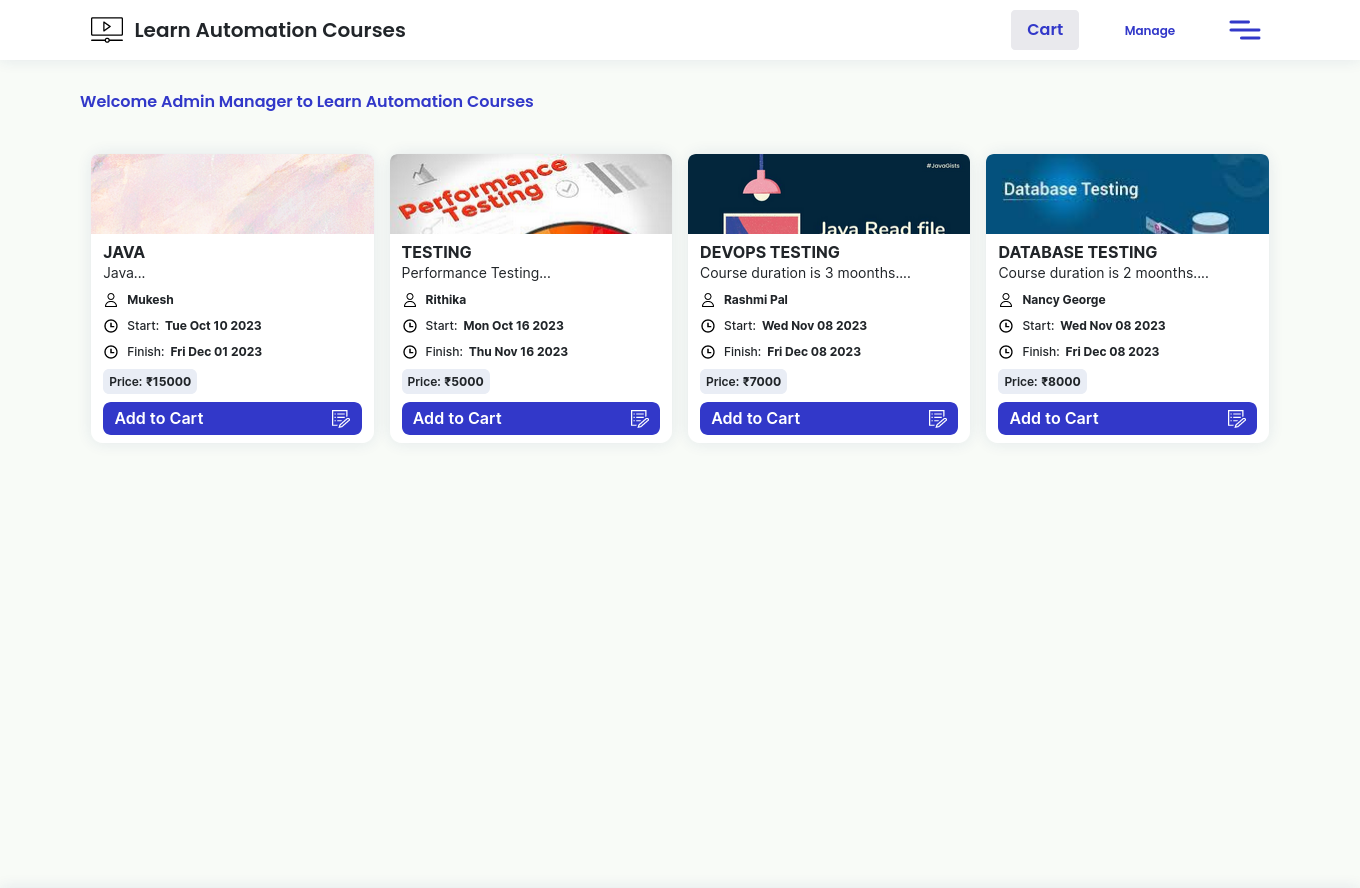 Learn Automation Courses
Cart
Manage
Welcome Admin Manager to Learn Automation Courses
JAVA
Java...
Mukesh
Start: Tue Oct 10 2023
Finish: Fri Dec 01 2023
Price: ₹15000
Add to Cart
Performance
Testing
TESTING
Performance Testing...
Rithika
Start: Mon Oct 16 2023
Finish: Thu Nov 16 2023
Price: ₹5000
Add to Cart
#JavaGists
Java Read file
DEVOPS TESTING
Course duration is 3 moonths....
Rashmi Pal
Start: Wed Nov 08 2023
Finish: Fri Dec 08 2023
Price: ₹7000
Add to Cart
Database Testing
DATABASE TESTING
Course duration is 2 moonths....
Nancy George
Start: Wed Nov 08 2023
Finish: Fri Dec 08 2023
Price: ₹8000
Add to Cart